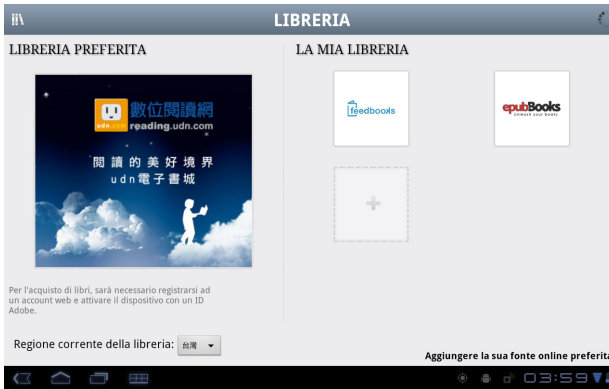 LIBRERIA
LIBRERIA PREFERITA
數位閱讀網
udn.com
reading.udn.com
閱讀的美好境界
udn電子書城
Per l'acquisto di libri, sarà necessario registrarsi ad
un account web e attivare il dispositivo con un ID
Adobe.
Regione corrente della libreria: 台灣
LA MIA LIBRERIA
feedbooks
epubBooks
unleash your books
Aggiungere la sua fonte online preferita
03:59